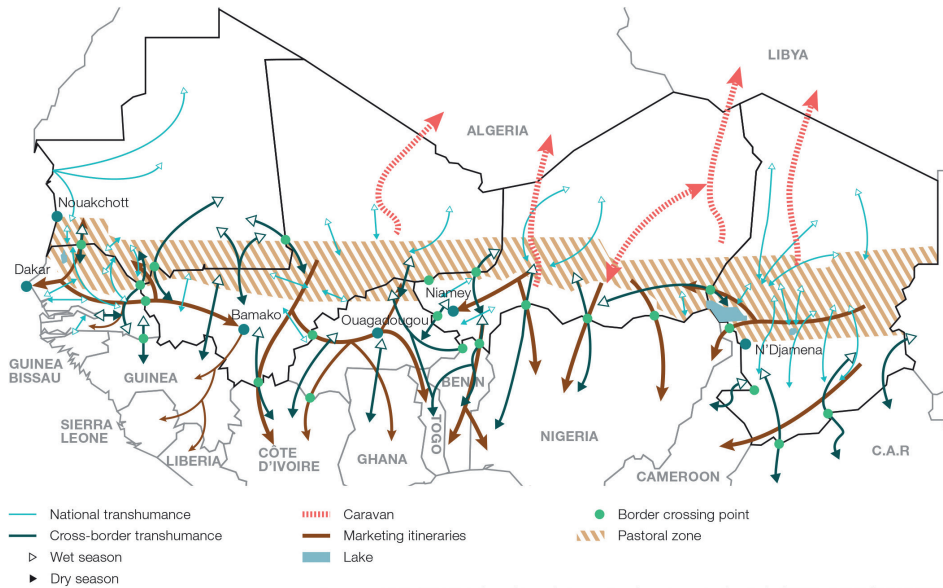 LIBYA
ALGERIA
Nouakchott
Dakar
Niamey
Bamako
Ouagadougou
N'Djamena
GUINEA
BISSAU
GUINEA
BENIN
SIERRA
LEONE
TOGO
NIGERIA
LIBERIA
CÔTE
D'IVOIRE
GHANA
C.A.R
CAMEROON
National transhumance
Cross-border transhumance
Wet season
Dry season
Caravan
Marketing itineraries
Lake
Border crossing point
Pastoral zone